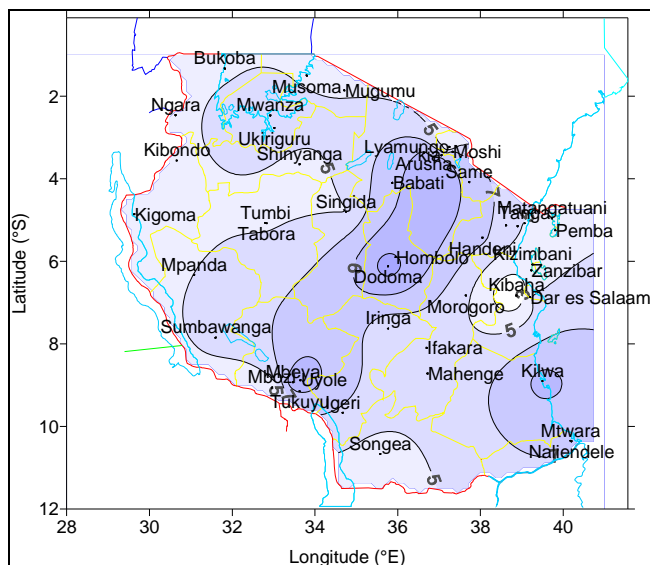 Bukoba
Musoma
Mugumu
2
Ngara
Mwanza
5
Ukiriguru
Lyamungo
Moshi
Kibondo
Shinyanga
5
Arusha
Same
4
Babati
7
Kigoma
Tumbi
Singida
Matangatuani
Tanga
Tabora
Pemba
Handeni
Kizimbani
6
Mpanda
6
Hombolo
Dodoma
Zanzibar
Kibaha
Morogoro
Dar es Salaam
Sumbawanga
Iringa
5
8
Ifakara
Mbeya
Mbozi
Uyole
Mahenge
Kilwa
5
Tukuyu
Igeri
10
Songea
Mtwara
5
Naliendele
12
28
30
32
34
36
38
40
Latitude (°S)
Longitude (°E)